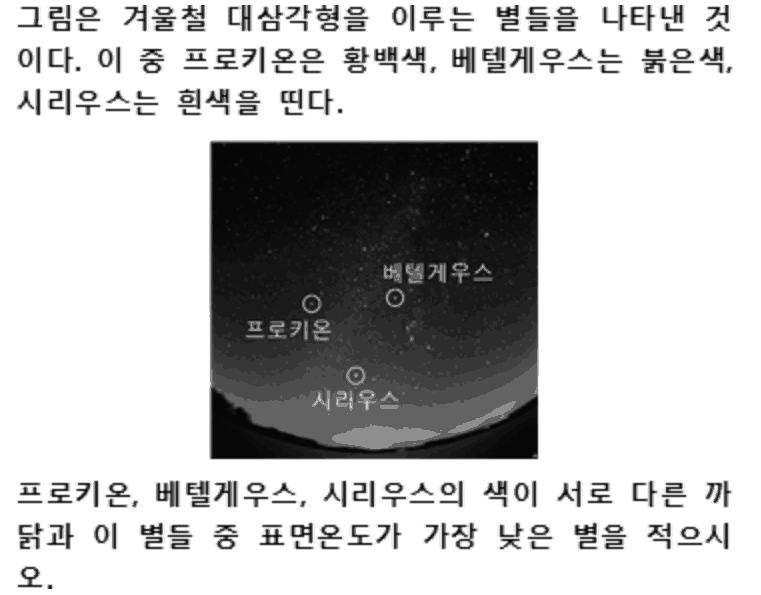 그림은 겨울철 대삼각형을 이루는 별들을 나타낸 것
이다. 이 중 프로키온은 황백색, 베텔게우스는 붉은색,
시리우스는 흰색을 띤다.
베텔게우스
프로키온
시리우스
프로키온, 베텔게우스, 시리우스의 색이 서로 다른 까
닭과 이 별들 중 표면온도가 가장 낮은 별을 적으시
오.